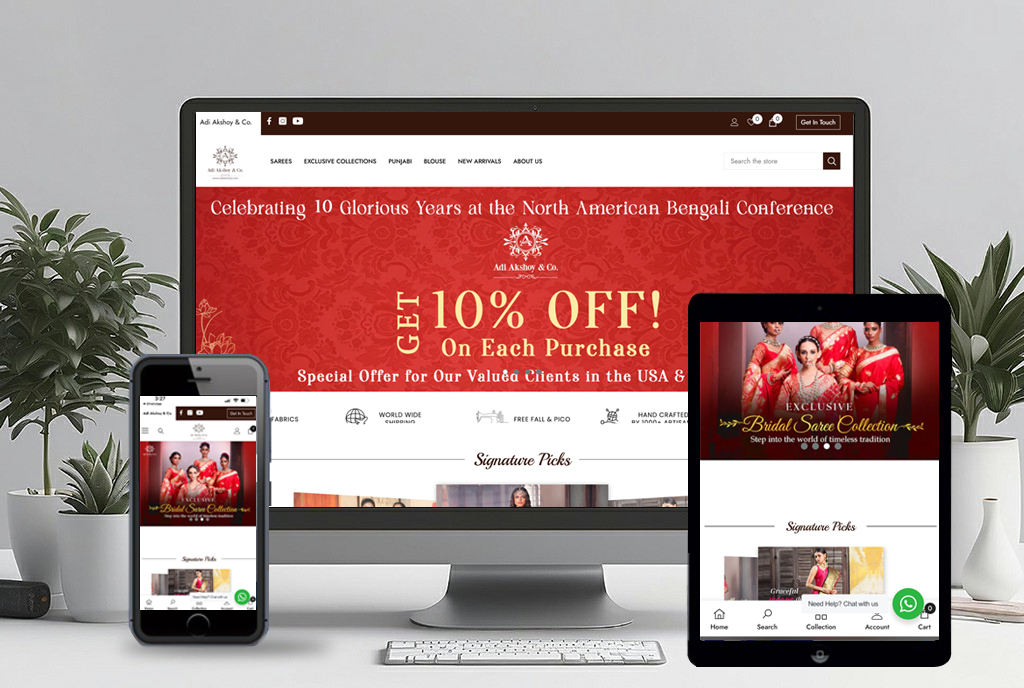 Adi Akshoy & Co.
0
0
Get In Touch
Adi Akshoy & Co.
SAREES
EXCLUSIVE COLLECTIONS
PUNJABI
BLOUSE
NEW ARRIVALS
ABOUT US
Search the store
Celebrating 10 Glorious Years at the North American Bengali Conference
A
Adi Akshoy & Co.
GET
10% OFF!
On Each Purchase
Special Offer for Our Valued Clients in the USA &
FABRICS
WORLD WIDE
SHIPPING
FREE FALL & PICO
HAND CRAFTED
BY 1000+ ARTISAN
Signature Picks
3:27
Adi Akshoy & Co.
Get In Touch
EXCLUSIVE
Bridal Saree Collection
Step into the world of timeless tradition
Signature Picks
Need Help? Chat with us
Home
Search
Collection
Account
Cart
EXCLUSIVE
Bridal Saree Collection
Step into the world of timeless tradition
Signature Picks
Graceful
Need Help? Chat with us
0
Home
Search
Collection
Account
Cart